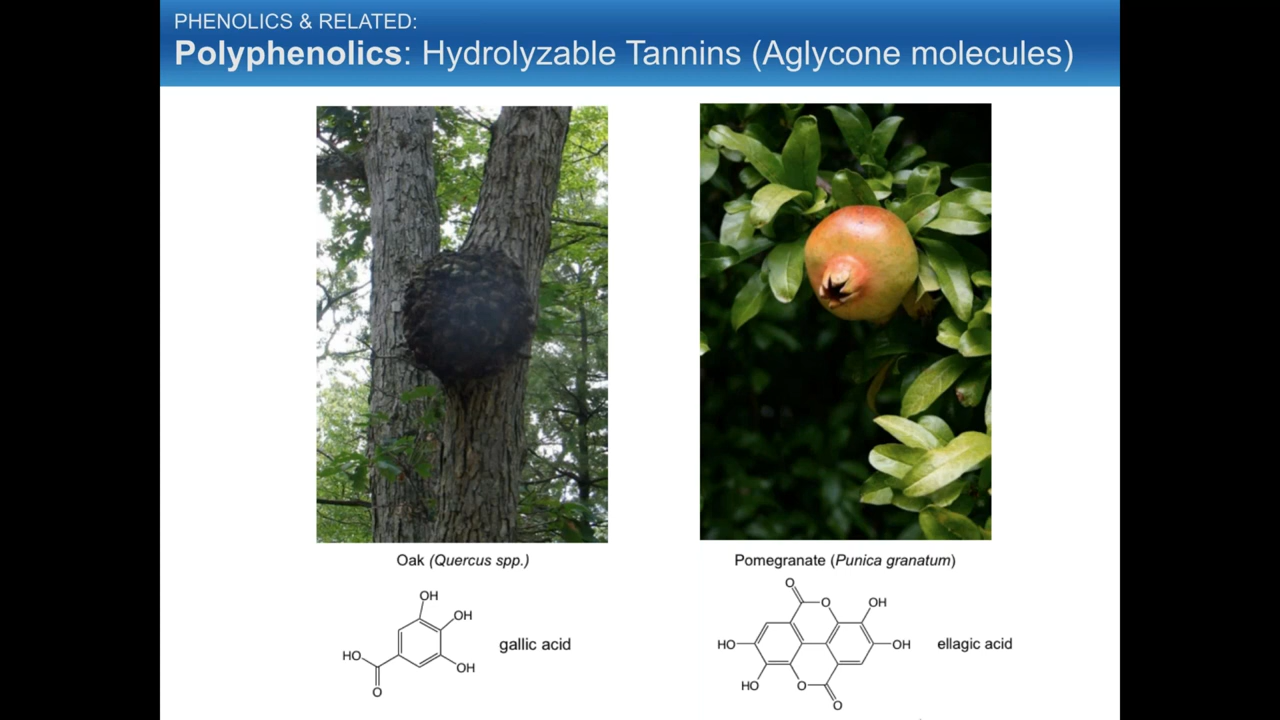 PHENOLICS & RELATED:
Polyphenolics: Hydrolyzable Tannins (Aglycone molecules)
Oak (Quercus spp.)
Pomegranate (Punica granatum)
OH
OH
HO
OH
O
gallic acid
O
O
OH
HO
OH
HO
O
O
ellagic acid